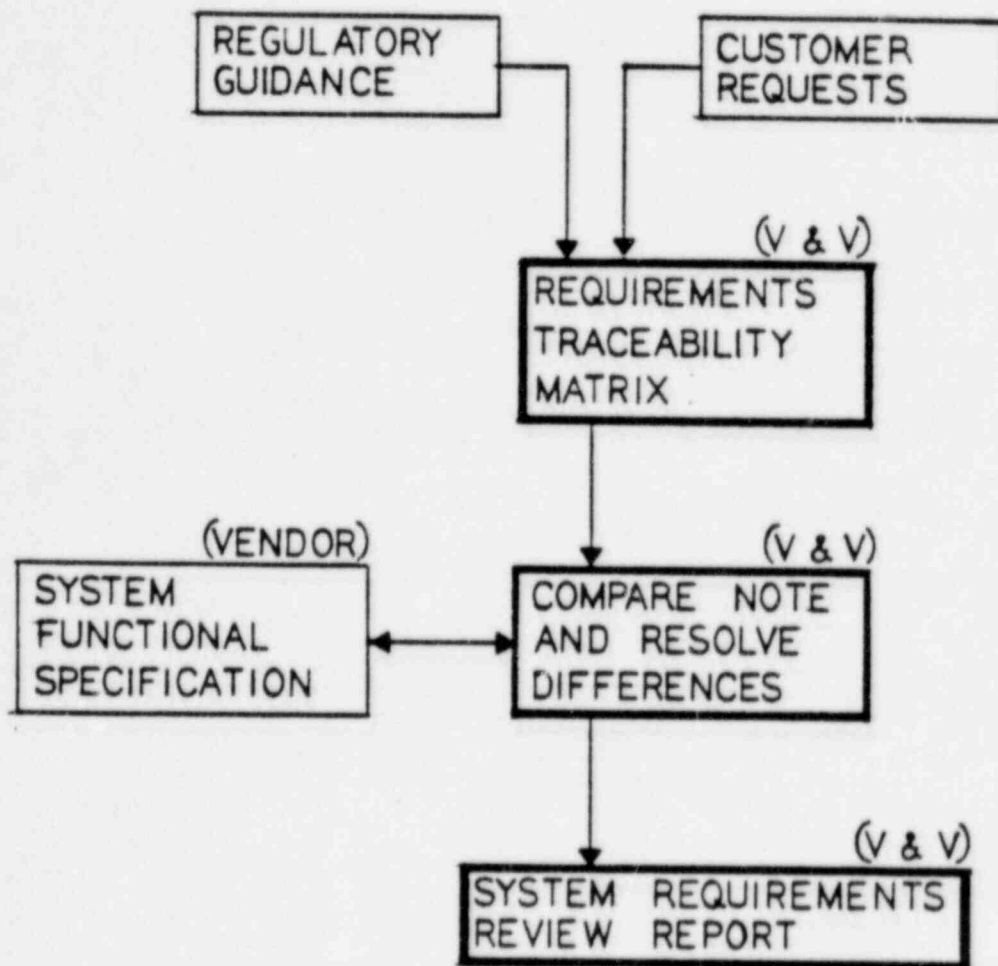 REGULATORY
GUIDANCE
CUSTOMER
REQUESTS
(V & V)
REQUIREMENTS
TRACEABILITY
MATRIX
(VENDOR)
SYSTEM
FUNCTIONAL
SPECIFICATION
(V & V)
COMPARE NOTE
AND RESOLVE
DIFFERENCES
(V & V)
SYSTEM REQUIREMENTS
REVIEW REPORT